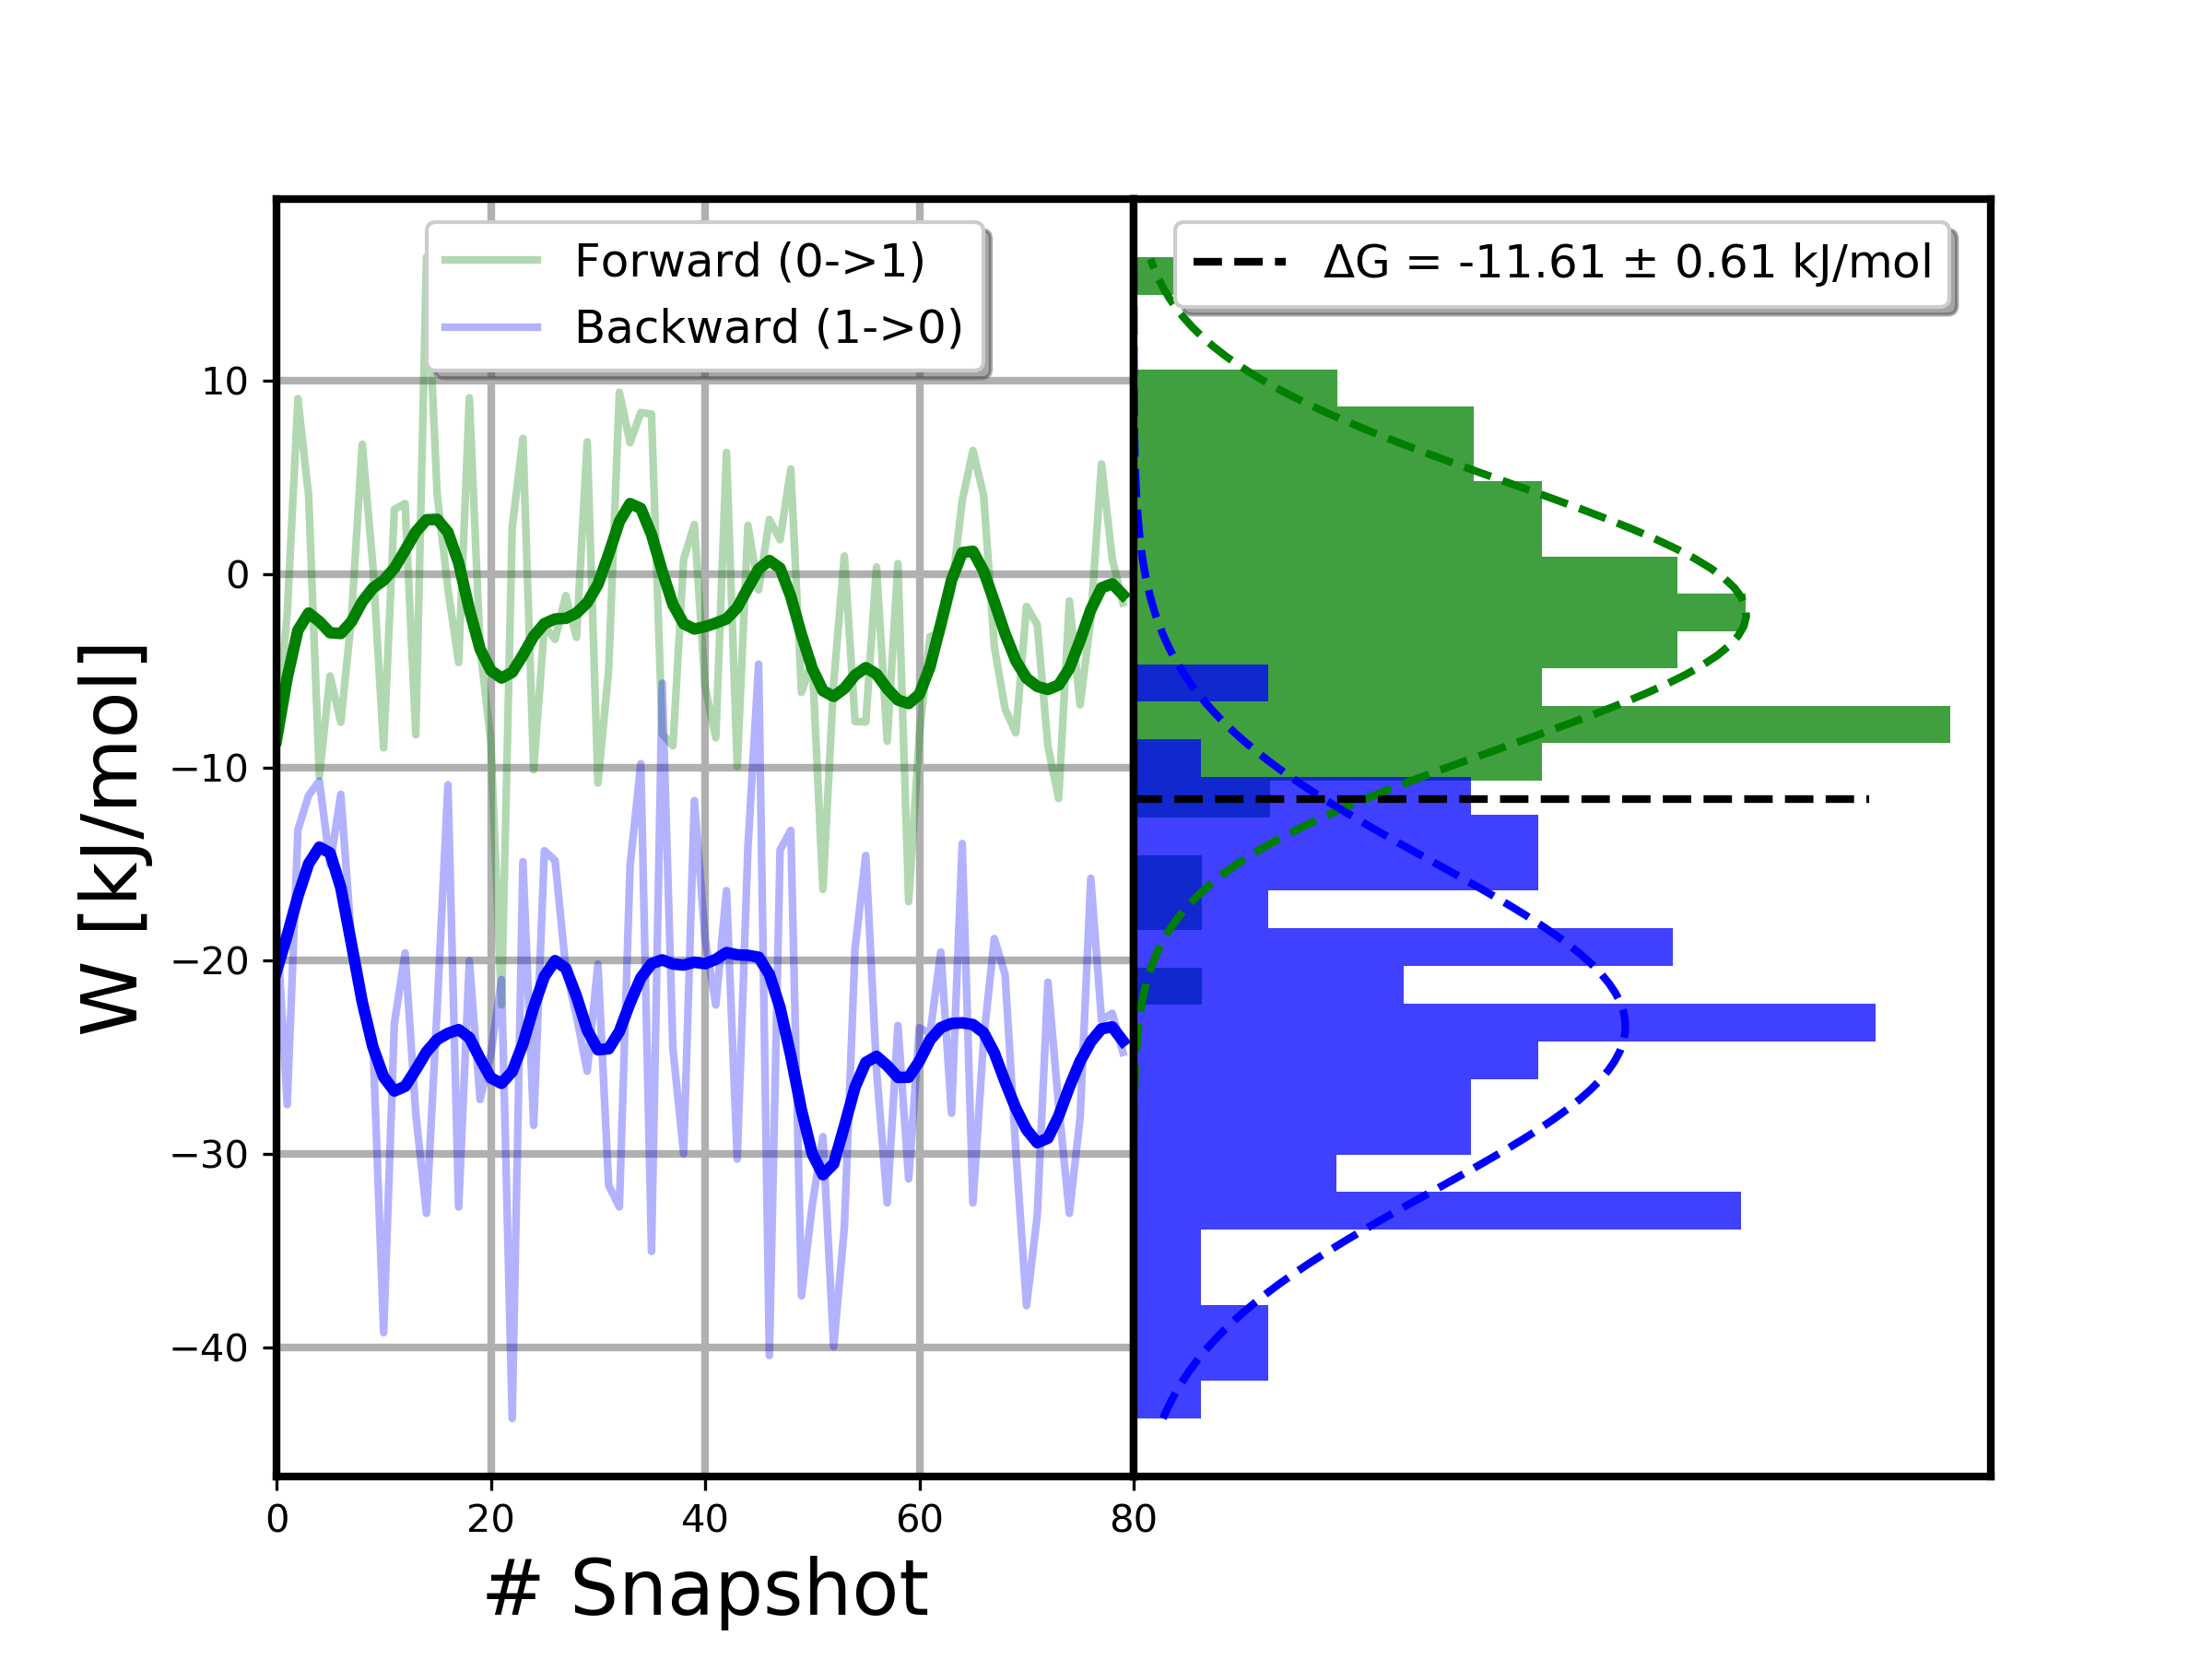 Forward (0->1)
Backward (1->0)
ΔG = -11.61 ± 0.61 kJ/mol
W [kJ/mol]
10
0
−10
−20
−30
−40
0
20
40
60
80
# Snapshot